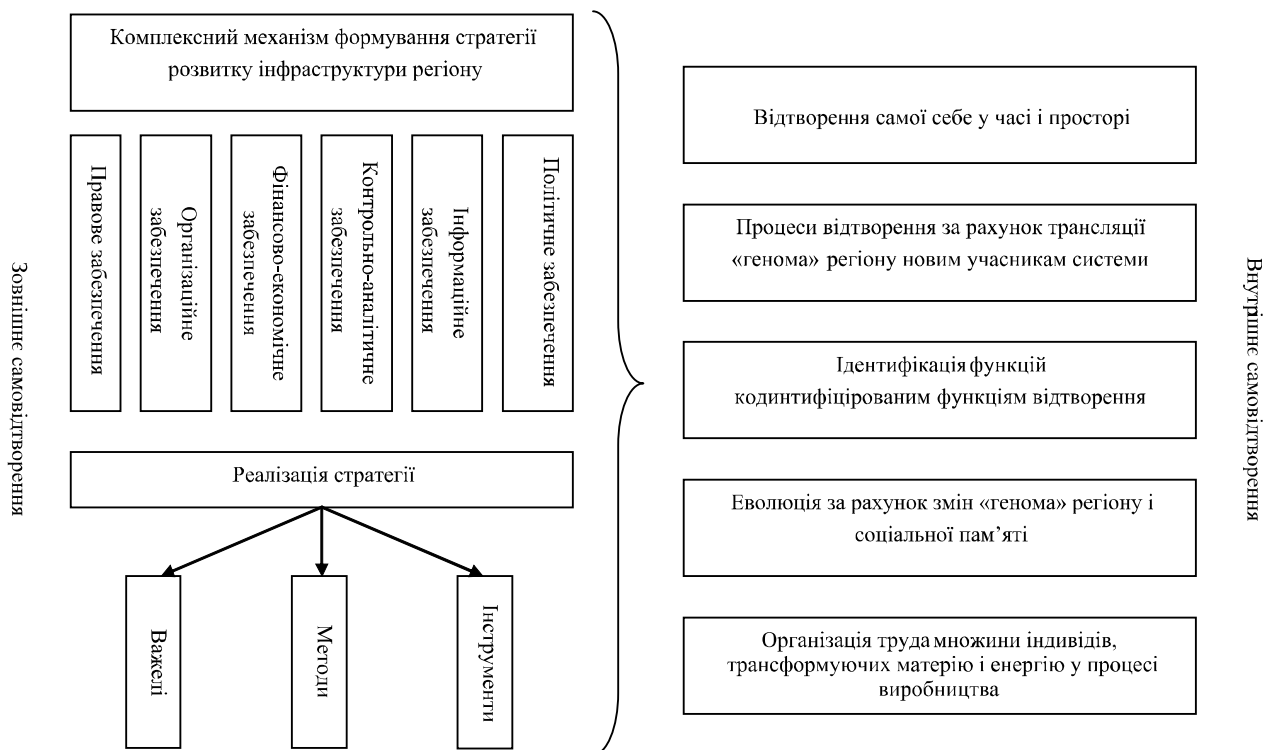 Зовнішнє самовідтворення
Комплексний механізм формування стратегії
розвитку інфраструктури регіону
Правове забезпечення
Організаційне
забезпечення
Фінансово-економічне
забезпечення
Контрольно-аналітичне
забезпечення
Інформаційне
забезпечення
Політичне забезпечення
Реалізація стратегії
Важелі
Методи
Інструменти
Відтворення самої себе у часі і просторі
Процеси відтворення за рахунок трансляції
«генома» регіону новим учасникам системи
Ідентифікація функцій
кодинтифіцірованим функціям відтворення
Еволюція за рахунок змін «генома» регіону і
соціальної пам’яті
Організація труда множини індивідів,
трансформуючих матерію і енергію у процесі
виробництва
Внутрішнє самовідтворення